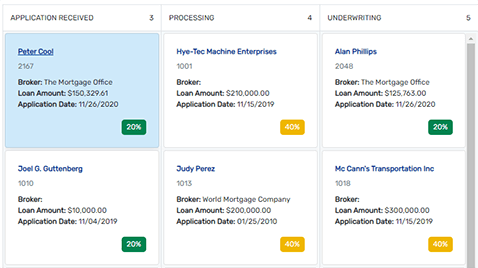 APPLICATION RECEIVED 3
PROCESSING 4
UNDERWRITING 5
Peter Cool
2167
Broker: The Mortgage Office
Loan Amount: $150,329.61
Application Date: 11/26/2020
20%
Hye-Tec Machine Enterprises
1001
Broker:
Loan Amount: $210,000.00
Application Date: 11/15/2019
40%
Alan Phillips
2048
Broker: The Mortgage Office
Loan Amount: $125,763.00
Application Date: 11/26/2020
20%
Joel G. Guttenberg
1010
Broker:
Loan Amount: $10,000.00
Application Date: 11/04/2019
20%
Judy Perez
1013
Broker: World Mortgage Company
Loan Amount: $200,000.00
Application Date: 01/25/2010
40%
Mc Cann's Transportation Inc
1018
Broker:
Loan Amount: $300,000.00
Application Date: 11/15/2019
40%